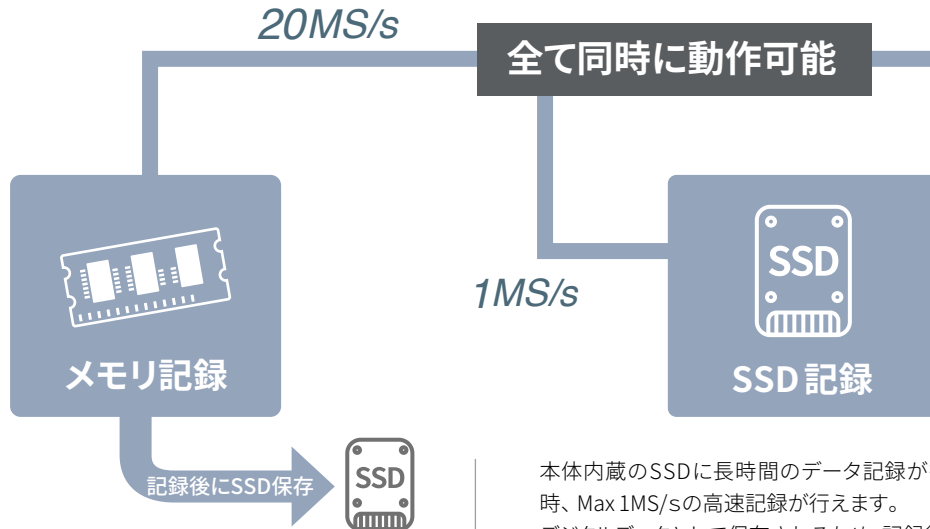 20MS/s
全て同時に動作可能
SSD
1MS/s
メモリ記録
SSD記録
記録後にSSD保存
SSD
本体内蔵のSSDに長時間のデータ記録が
時、Max 1MS/sの高速記録が行えます。